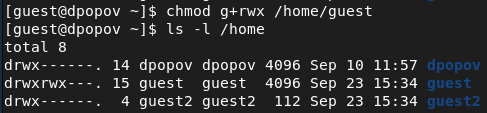 [guest@dpopov ~]$ chmod g+rwx /home/guest
[guest@dpopov ~]$ ls -l /home
total 8
drwx------. 14 dpopov dpopov 4096 Sep 10 11:57 dpopov
drwxrwx---. 15 guest  guest  4096 Sep 23 15:34 guest
drwx------.  4 guest2 guest2  112 Sep 23 15:34 guest2